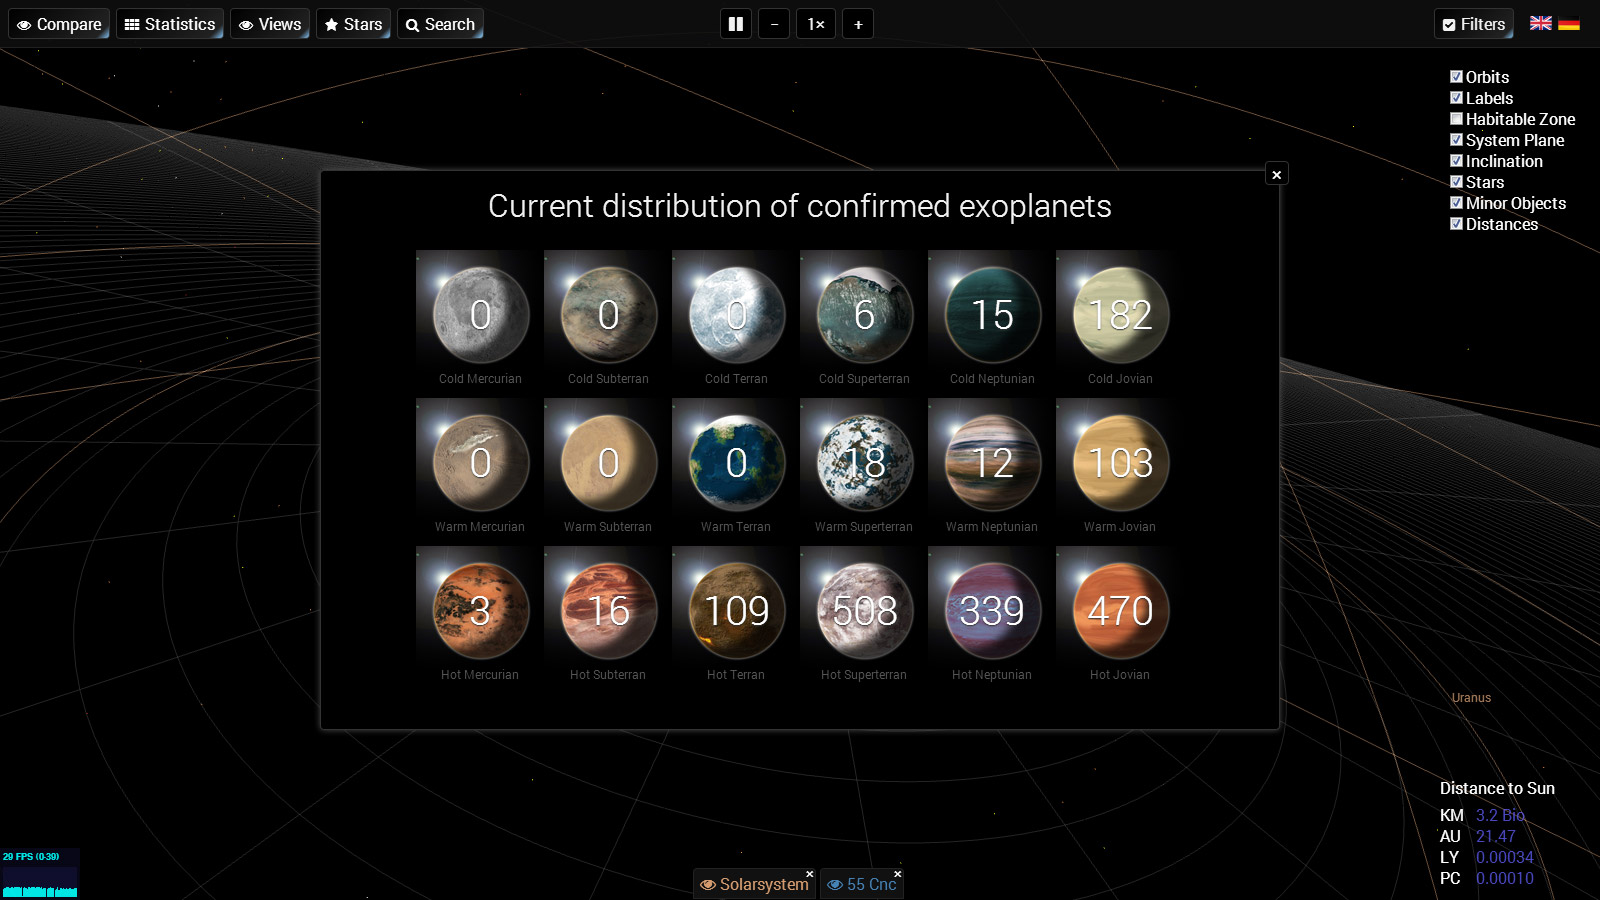 Compare Statistics Views Stars Search − 1× + Filters
Orbits
Labels
Habitable Zone
System Plane
Inclination
Stars
Minor Objects
Distances
×
Current distribution of confirmed exoplanets
0 0 0 6 15 182
Cold Mercurian Cold Subterran Cold Terran Cold Superterran Cold Neptunian Cold Jovian
0 0 0 18 12 103
Warm Mercurian Warm Subterran Warm Terran Warm Superterran Warm Neptunian Warm Jovian
3 16 109 508 339 470
Hot Mercurian Hot Subterran Hot Terran Hot Superterran Hot Neptunian Hot Jovian
Uranus
Distance to Sun
KM 3.2 Bio
AU 21.47
LY 0.00034
PC 0.00010
29 FPS (0-39)
Solarsystem × 55 Cnc ×